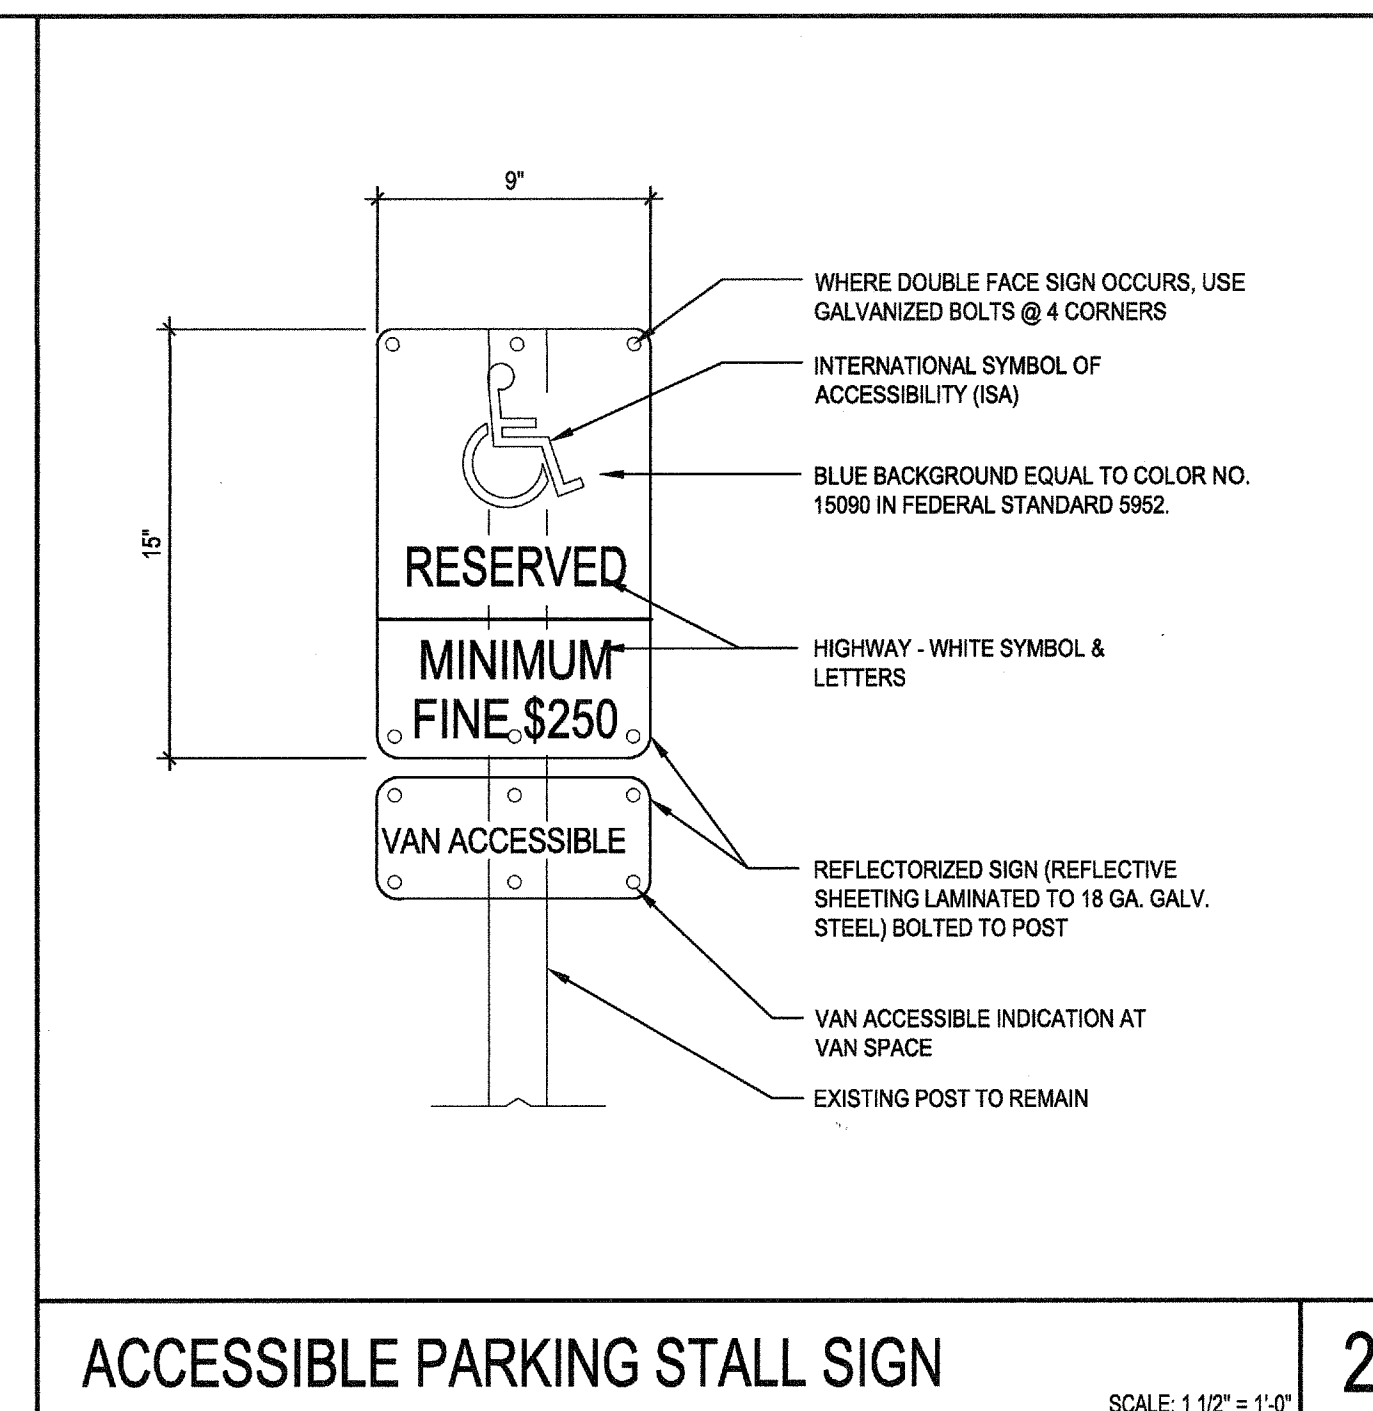 9"
WHERE DOUBLE FACE SIGN OCCURS, USE
GALVANIZED BOLTS @ 4 CORNERS
INTERNATIONAL SYMBOL OF
ACCESSIBILITY (ISA)
BLUE BACKGROUND EQUAL TO COLOR NO.
15090 IN FEDERAL STANDARD 5952.
15"
RESERVED
HIGHWAY - WHITE SYMBOL &
LETTERS
MINIMUM
FINE $250
VAN ACCESSIBLE
REFLECTORIZED SIGN (REFLECTIVE
SHEETING LAMINATED TO 18 GA. GALV.
STEEL) BOLTED TO POST
VAN ACCESSIBLE INDICATION AT
VAN SPACE
EXISTING POST TO REMAIN
ACCESSIBLE PARKING STALL SIGN
2
SCALE: 1 1/2" = 1'-0"